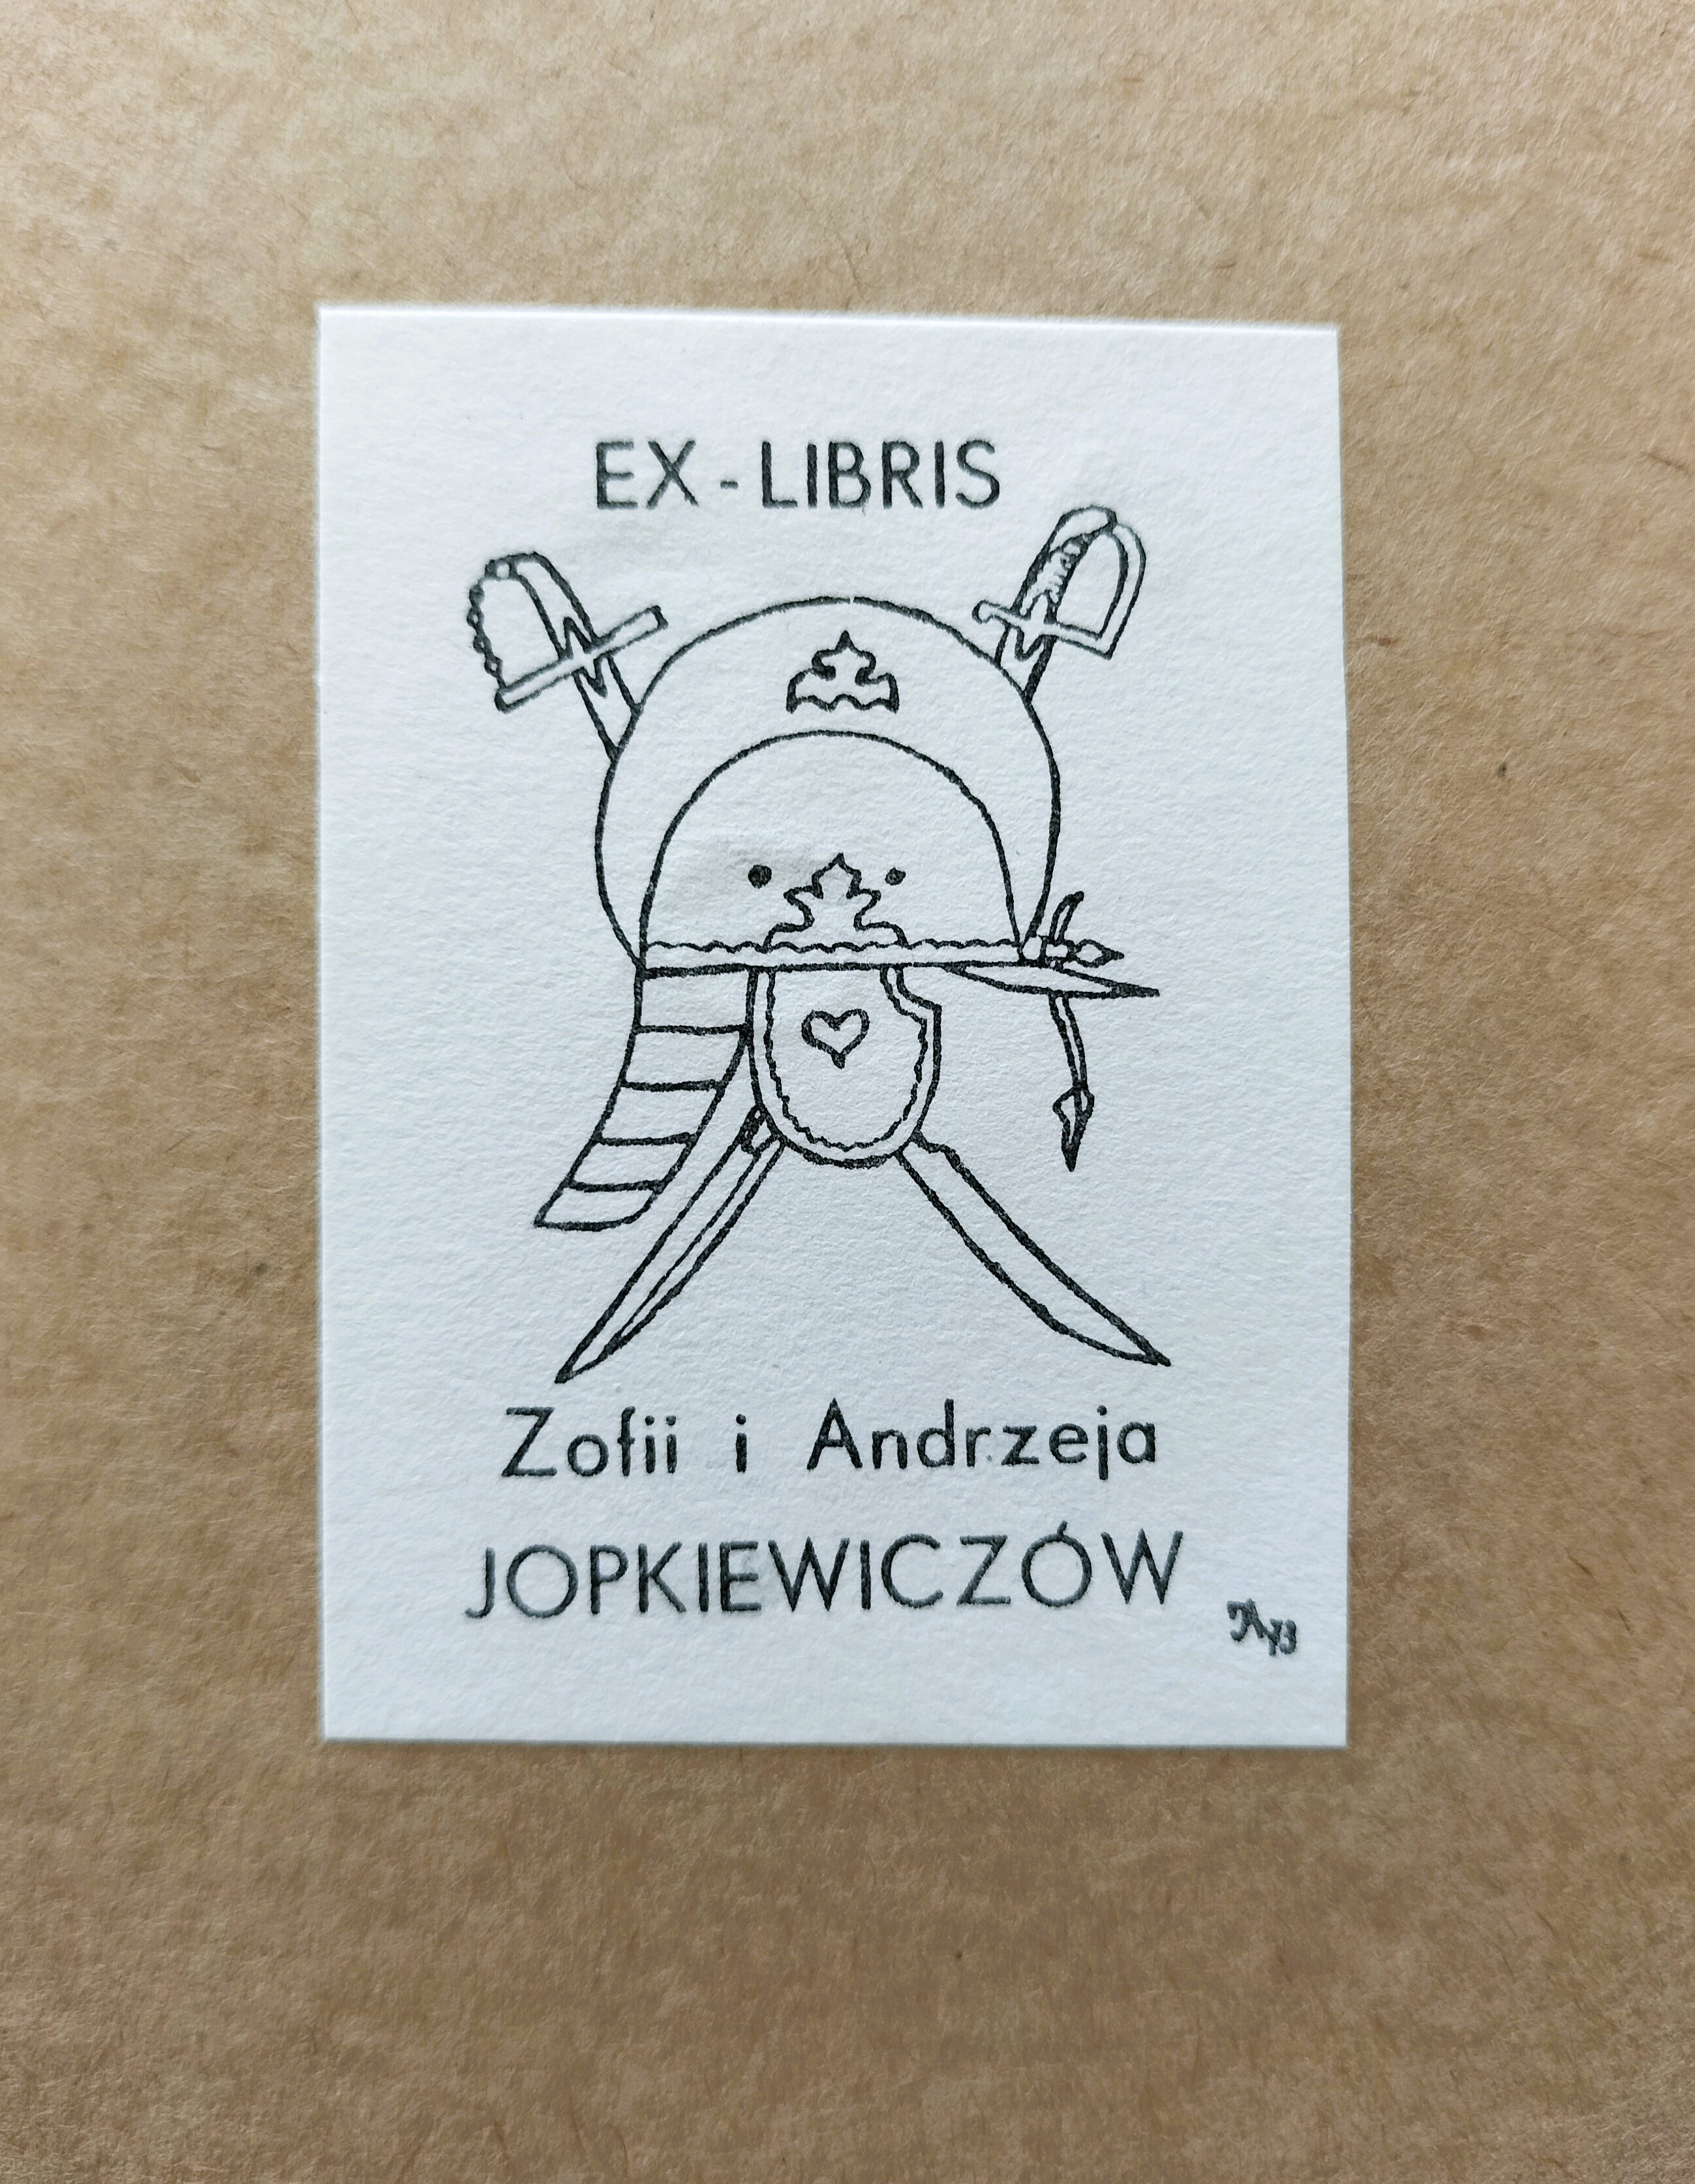 EX-LIBRIS
Zofii i Andrzeja
JOPKIEWICZÓW